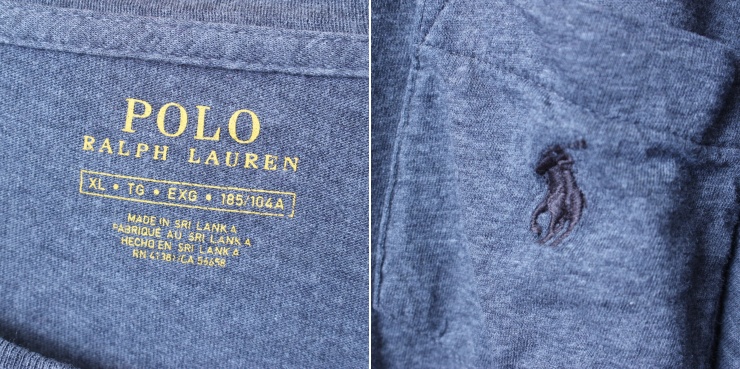 POLO
RALPH LAUREN
XL • TG • EXG • 185/104A
MADE IN SRI LANKA
FABRIQUÉ AU SRI LANKA
HECHO EN SRI LANKA
RN 41381/CA 56658